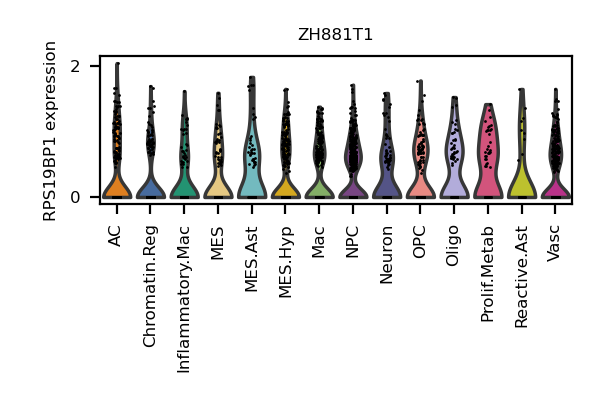 ZH881T1
RPS19BP1 expression
2
0
AC
Chromatin.Reg
Inflammatory.Mac
MES
MES.Ast
MES.Hyp
Mac
NPC
Neuron
OPC
Oligo
Prolif.Metab
Reactive.Ast
Vasc